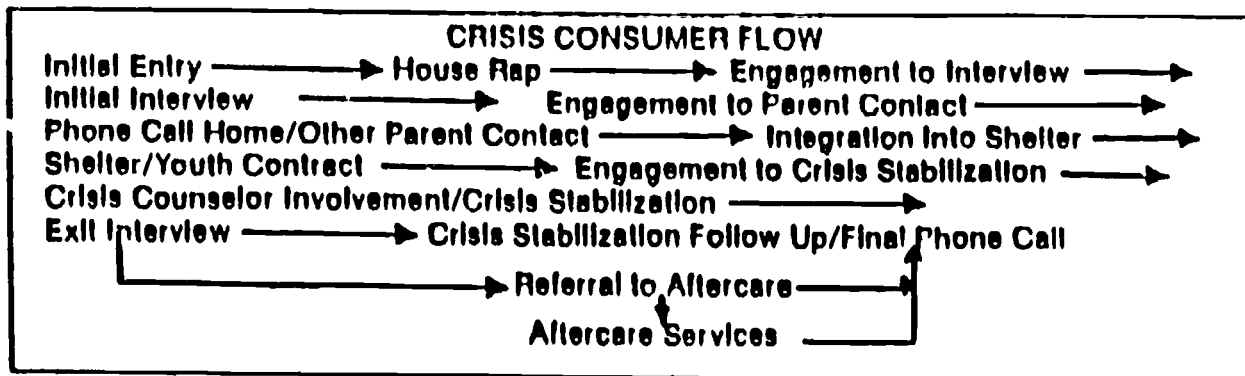 CRISIS CONSUMER FLOW
Initial Entry House Rap Engagement to Interview
Initial Interview Engagement to Parent Contact
Phone Call Home/Other Parent Contact Integration Into Shelter
Shelter/Youth Contract Engagement to Crisis Stabilization
Crisis Counselor Involvement/Crisis Stabilization
Exit Interview Crisis Stabilization Follow Up/Final Phone Call
Referral to Aftercare
Aftercare Services